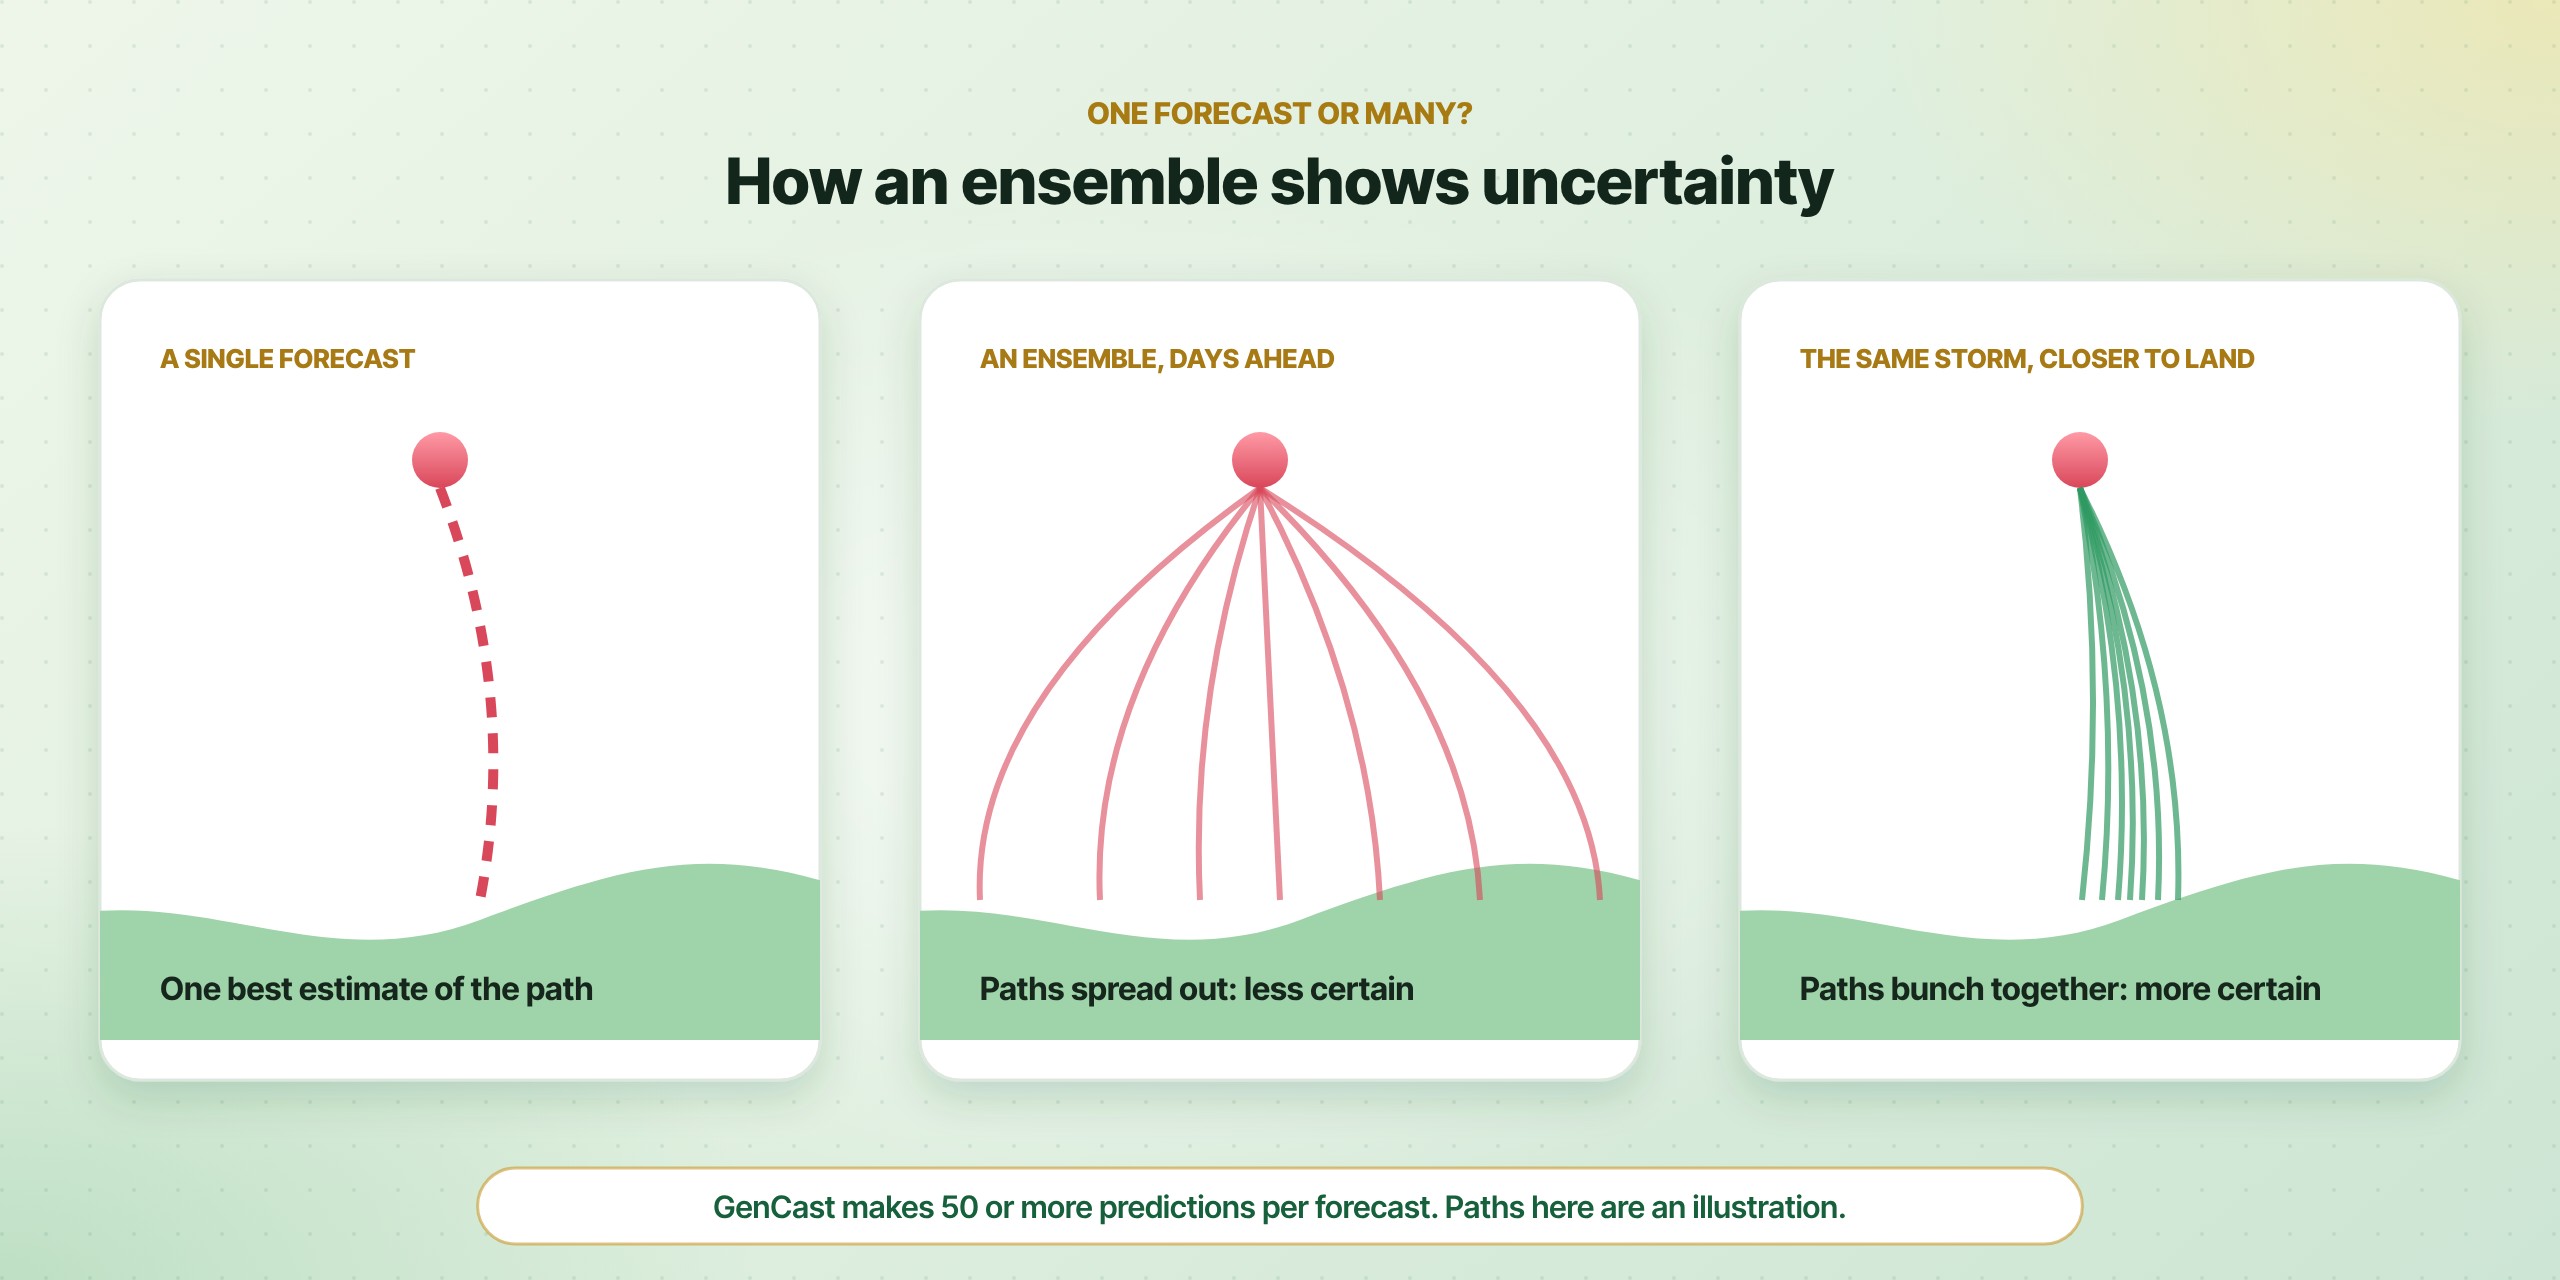 ONE FORECAST OR MANY?
How an ensemble shows uncertainty
A SINGLE FORECAST
One best estimate of the path
AN ENSEMBLE, DAYS AHEAD
Paths spread out: less certain
THE SAME STORM, CLOSER TO LAND
Paths bunch together: more certain
GenCast makes 50 or more predictions per forecast. Paths here are an illustration.